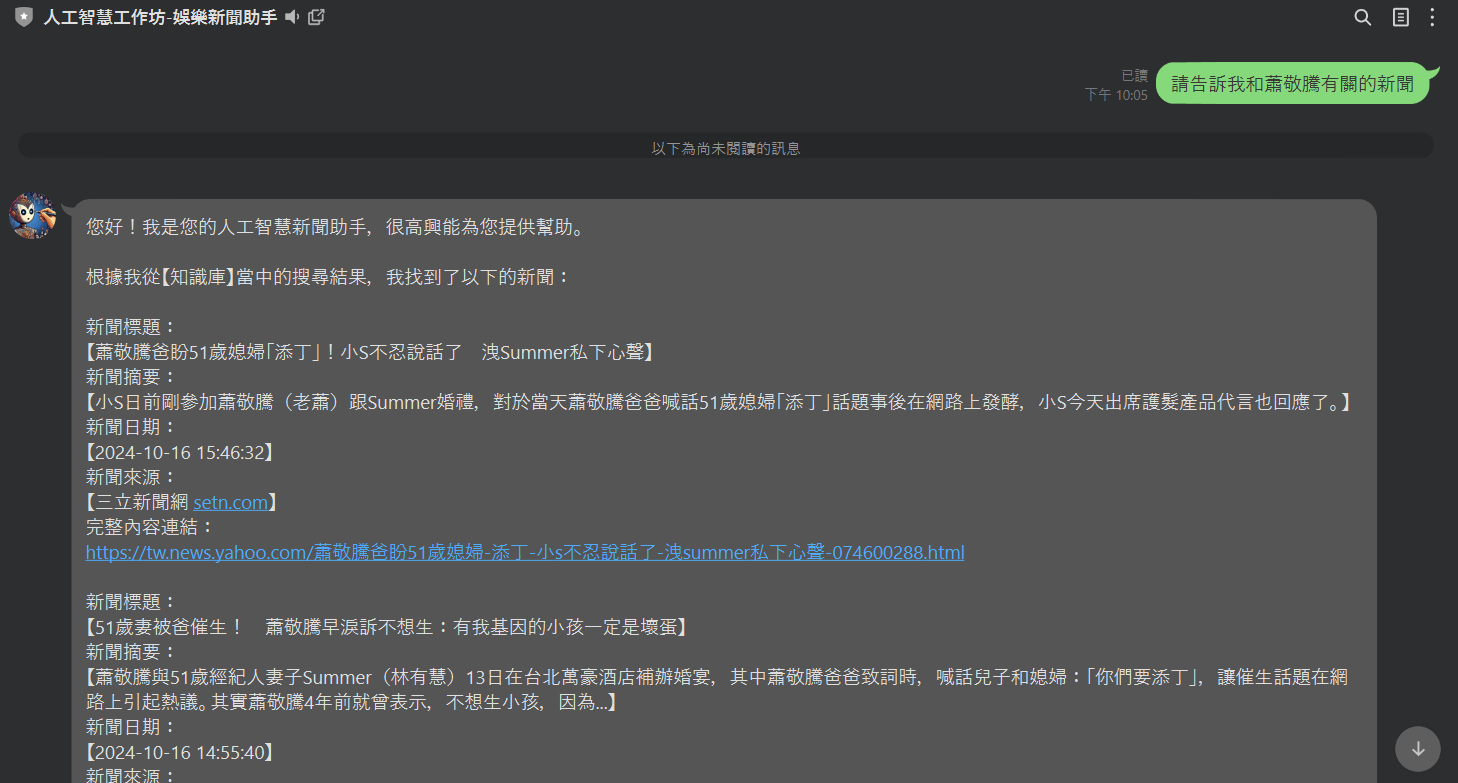 人工智慧工作坊-娛樂新聞助手
已讀
下午 10:05
請告訴我和蕭敬騰有關的新聞
以下為尚未閱讀的訊息
您好！我是您的人工智慧新聞助手，很高興能為您提供幫助。
根據我從【知識庫】當中的搜尋結果，我找到了以下的新聞：
新聞標題：
【蕭敬騰爸盼51歲媳婦「添丁」！小S不忍說話了　洩Summer私下心聲】
新聞摘要：
【小S日前剛參加蕭敬騰（老蕭）跟Summer婚禮，對於當天蕭敬騰爸爸喊話51歲媳婦「添丁」話題事後在網路上發酵，小S今天出席護髮產品代言也回應了。】
新聞日期：
【2024-10-16 15:46:32】
新聞來源：
【三立新聞網 setn.com】
完整內容連結：
https://tw.news.yahoo.com/蕭敬騰爸盼51歲媳婦-添丁-小s不忍說話了-洩summer私下心聲-074600288.html
新聞標題：
【51歲妻被爸催生！　蕭敬騰早淚訴不想生：有我基因的小孩一定是壞蛋】
新聞摘要：
【蕭敬騰與51歲經紀人妻子Summer（林有慧）13日在台北萬豪酒店補辦婚宴，其中蕭敬騰爸爸致詞時，喊話兒子和媳婦：「你們要添丁」，讓催生話題在網
路上引起熱議。其實蕭敬騰4年前就曾表示，不想生小孩，因為...】
新聞日期：
【2024-10-16 14:55:40】
新聞來源：